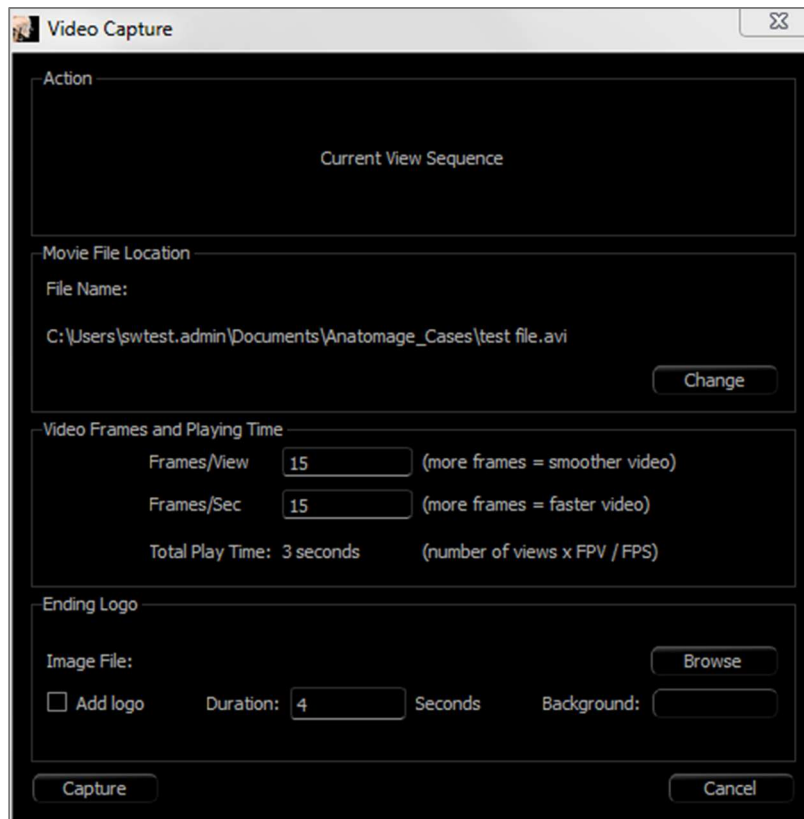 Video Capture
Action
Current View Sequence
Movie File Location
File Name:
C:\Users\swtest.admin\Documents\Anatomage_Cases\test file.avi
Change
Video Frames and Playing Time
Frames/View 15 (more frames = smoother video)
Frames/Sec 15 (more frames = faster video)
Total Play Time: 3 seconds (number of views x FPV / FPS)
Ending Logo
Image File: Browse
Add logo Duration: 4 Seconds Background:
Capture Cancel